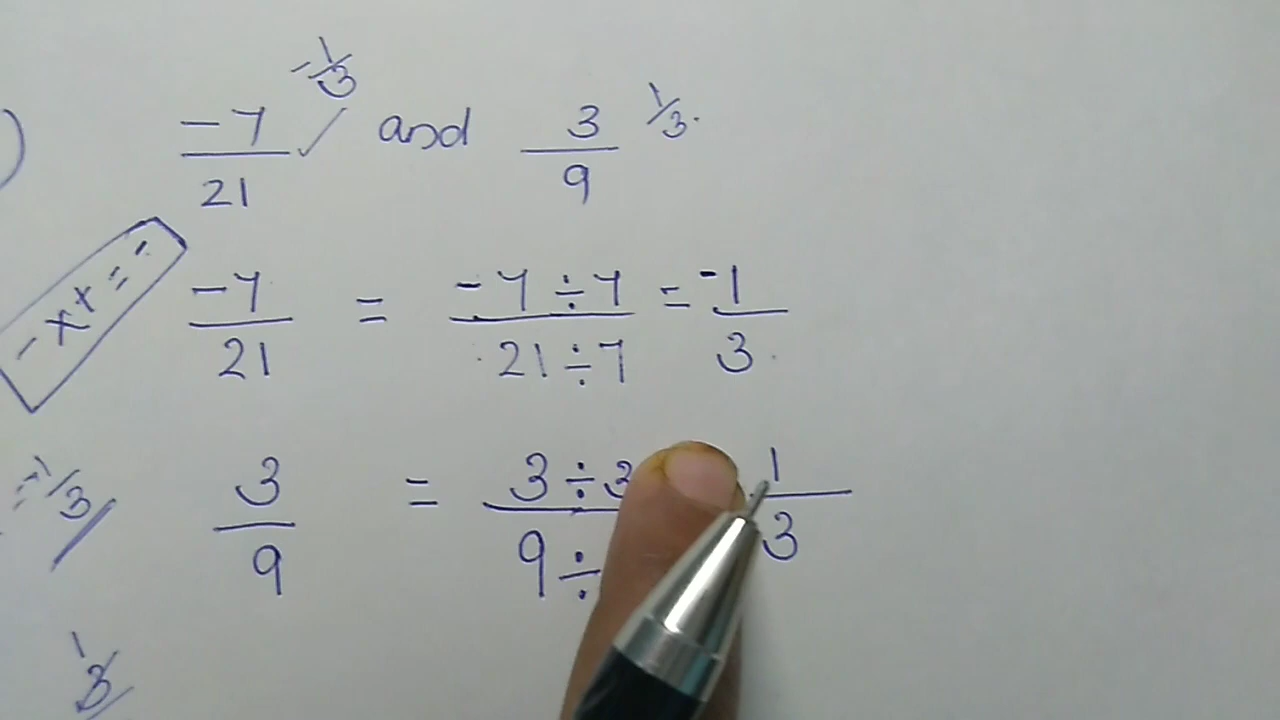 ) -7/21 -1/3 ✓ and 3/9 1/3.
- x + = -
-7/21 = -7÷7/21÷7 = -1/3
3/9 = 3÷3/9÷ 1/3
= -1/3
1/3